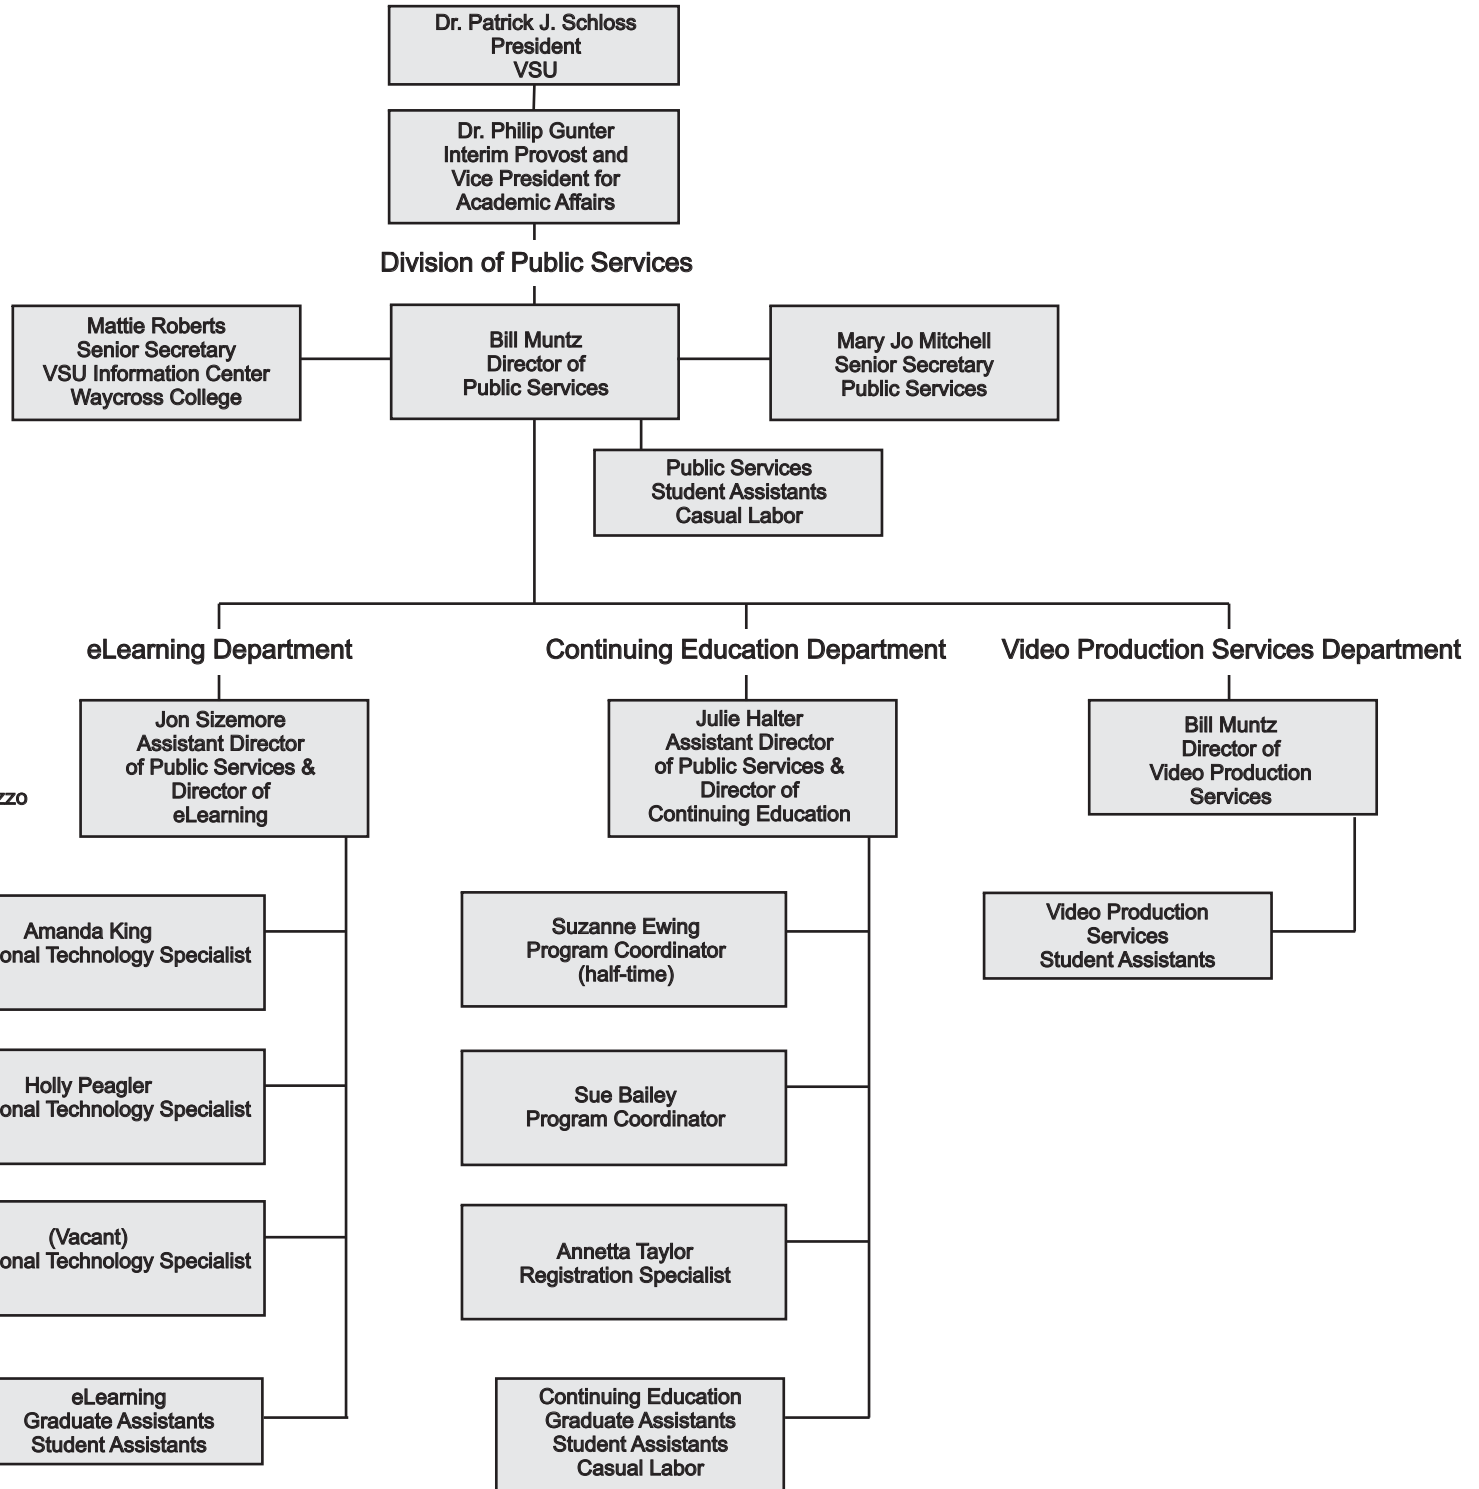 Dr. Patrick J. Schloss
President
VSU
Dr. Philip Gunter
Interim Provost and
Vice President for
Academic Affairs
Division of Public Services
Mattie Roberts
Senior Secretary
VSU Information Center
Waycross College
Bill Muntz
Director of
Public Services
Mary Jo Mitchell
Senior Secretary
Public Services
Public Services
Student Assistants
Casual Labor
eLearning Department
Jon Sizemore
Assistant Director
of Public Services &
Director of
eLearning
zzo
Amanda King
onal Technology Specialist
Holly Peagler
onal Technology Specialist
(Vacant)
onal Technology Specialist
eLearning
Graduate Assistants
Student Assistants
Continuing Education Department
Julie Halter
Assistant Director
of Public Services &
Director of
Continuing Education
Suzanne Ewing
Program Coordinator
(half-time)
Sue Bailey
Program Coordinator
Annetta Taylor
Registration Specialist
Continuing Education
Graduate Assistants
Student Assistants
Casual Labor
Video Production Services Department
Bill Muntz
Director of
Video Production
Services
Video Production
Services
Student Assistants